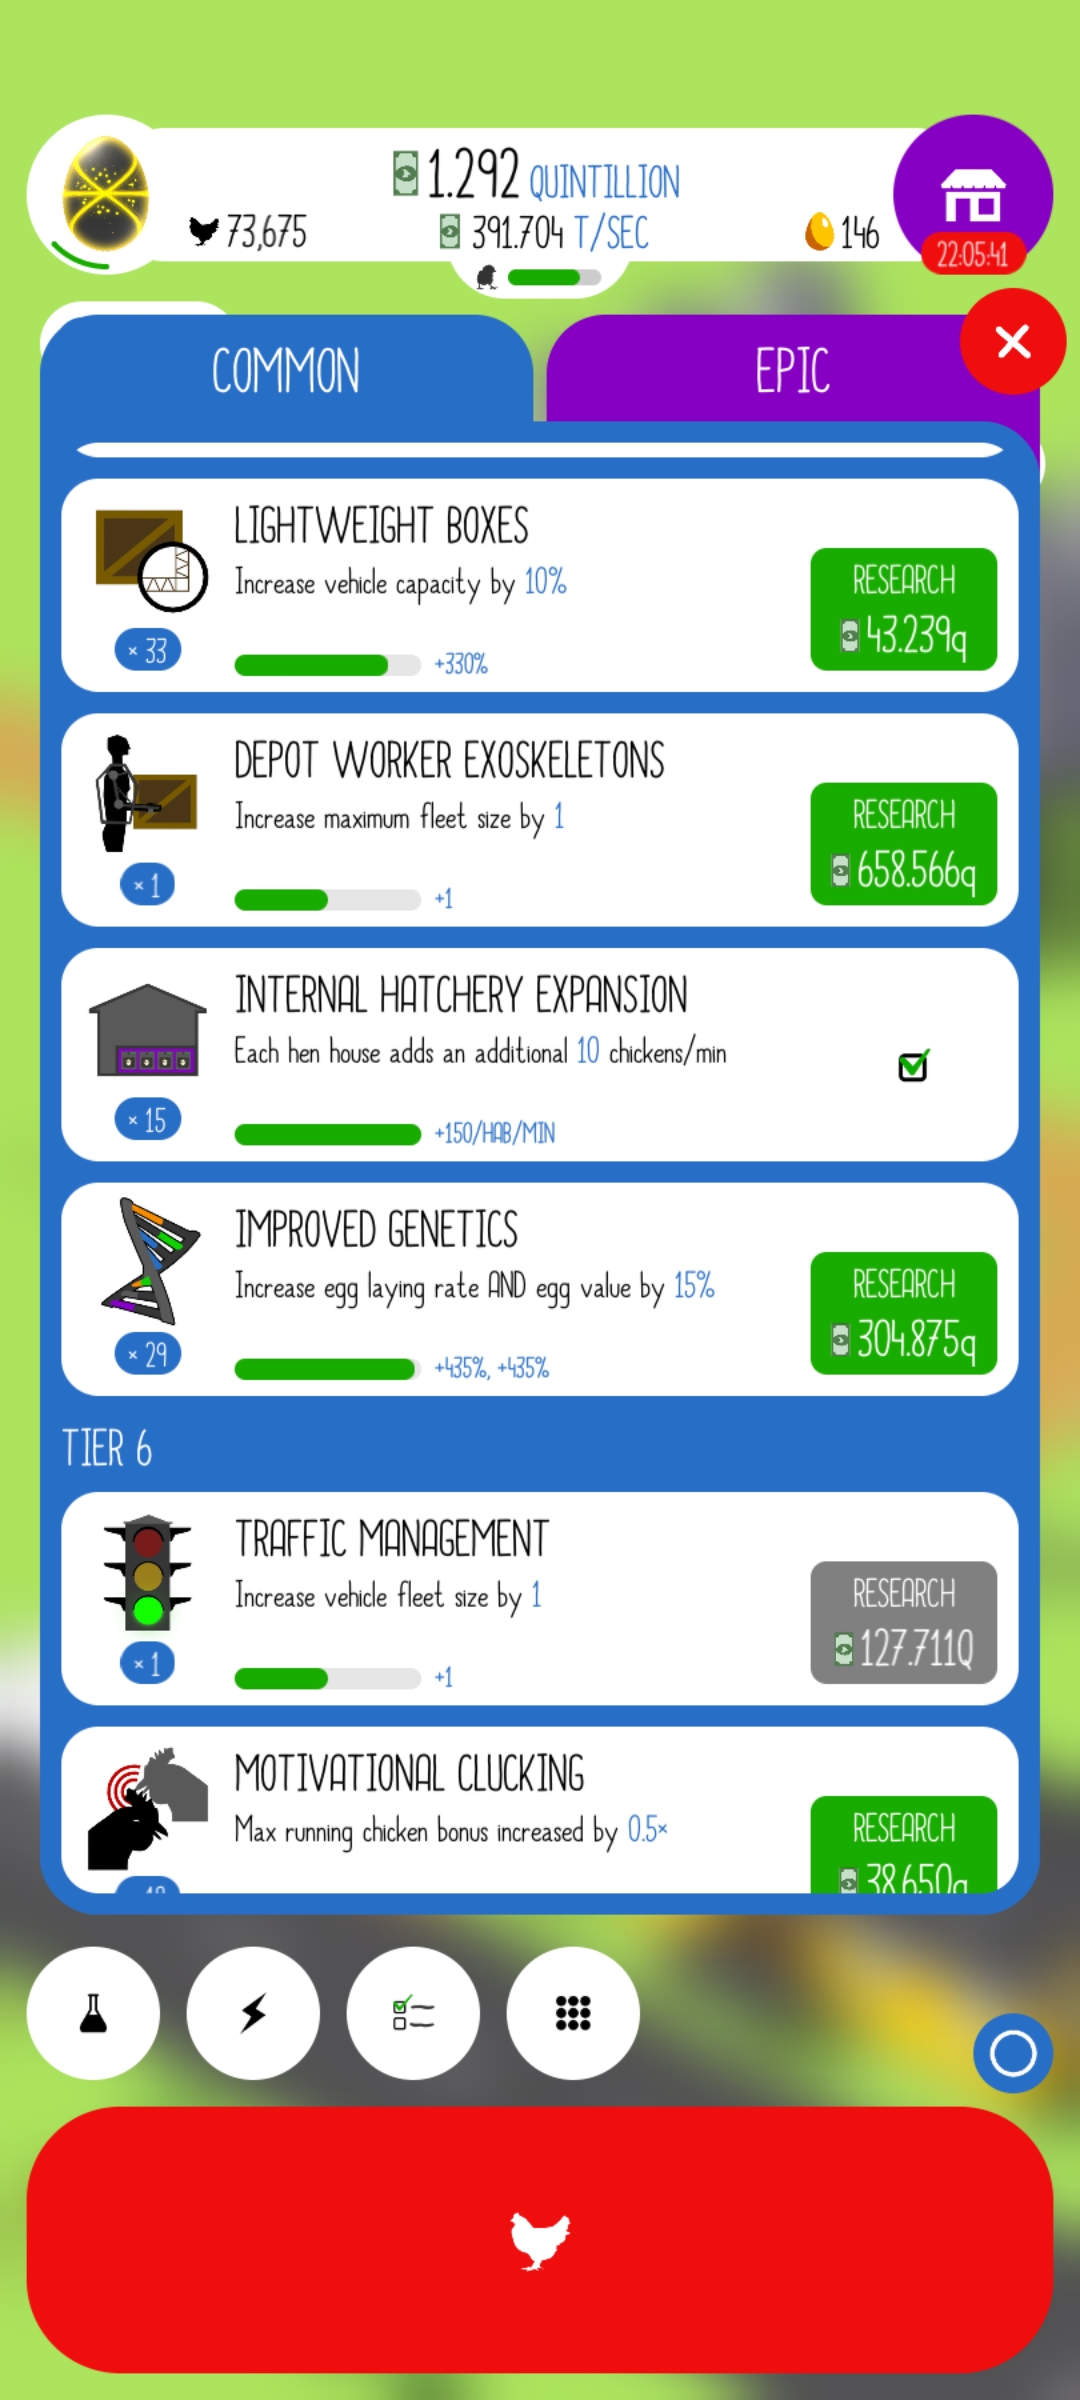 1.292 QUINTILLION
73,675
391.704 T/SEC
146
22:05:41
COMMON
EPIC
LIGHTWEIGHT BOXES
Increase vehicle capacity by 10%
× 33
+330%
RESEARCH
43.239q
DEPOT WORKER EXOSKELETONS
Increase maximum fleet size by 1
× 1
+1
RESEARCH
658.566q
INTERNAL HATCHERY EXPANSION
Each hen house adds an additional 10 chickens/min
× 15
+150/HAB/MIN
IMPROVED GENETICS
Increase egg laying rate AND egg value by 15%
× 29
+435%, +435%
RESEARCH
304.875q
TIER 6
TRAFFIC MANAGEMENT
Increase vehicle fleet size by 1
× 1
+1
RESEARCH
127.711Q
MOTIVATIONAL CLUCKING
Max running chicken bonus increased by 0.5×
RESEARCH
38.650q